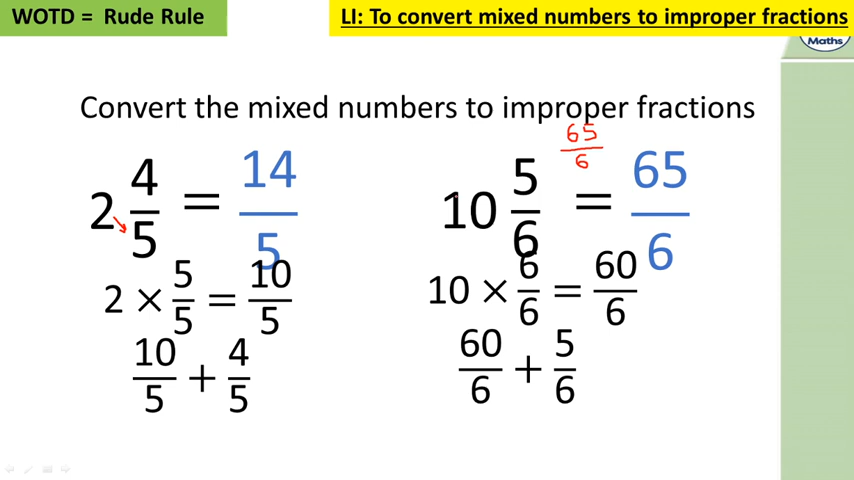 WOTD = Rude Rule
LI: To convert mixed numbers to improper fractions
Maths
Convert the mixed numbers to improper fractions
2 4/5 = 14/5
2 × 5/5 = 10/5
10/5 + 4/5
65/6
10 5/6 = 65/6
10 × 6/6 = 60/6
60/6 + 5/6